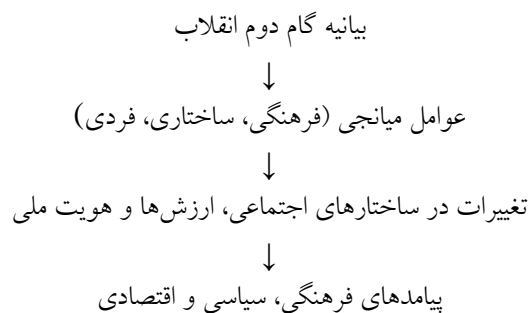 بیانیه گام دوم انقلاب
↓
عوامل میانجی (فرهنگی، ساختاری، فردی)
↓
تغییرات در ساختارهای اجتماعی، ارزش‌ها و هویت ملی
↓
پیامدهای فرهنگی، سیاسی و اقتصادی